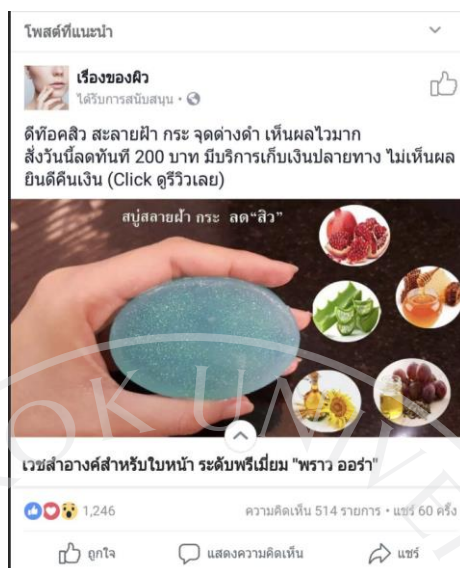 โพสต์ที่แนะนำ
เรื่องของผิว
ได้รับการสนับสนุน •
ดีท๊อคสิว สะลายฝ้า กระ จุดด่างดำ เห็นผลไวมาก
สั่งวันนี้ลดทันที 200 บาท มีบริการเก็บเงินปลายทาง ไม่เห็นผล
ยินดีคืนเงิน (Click ดูรีวิวเลย)
สบู่สลายฝ้า กระ ลด“สิว”
เวชสำอางค์สำหรับใบหน้า ระดับพรีเมี่ยม "พราว ออร่า"
1,246
ความคิดเห็น 514 รายการ • แชร์ 60 ครั้ง
ถูกใจ
แสดงความคิดเห็น
แชร์